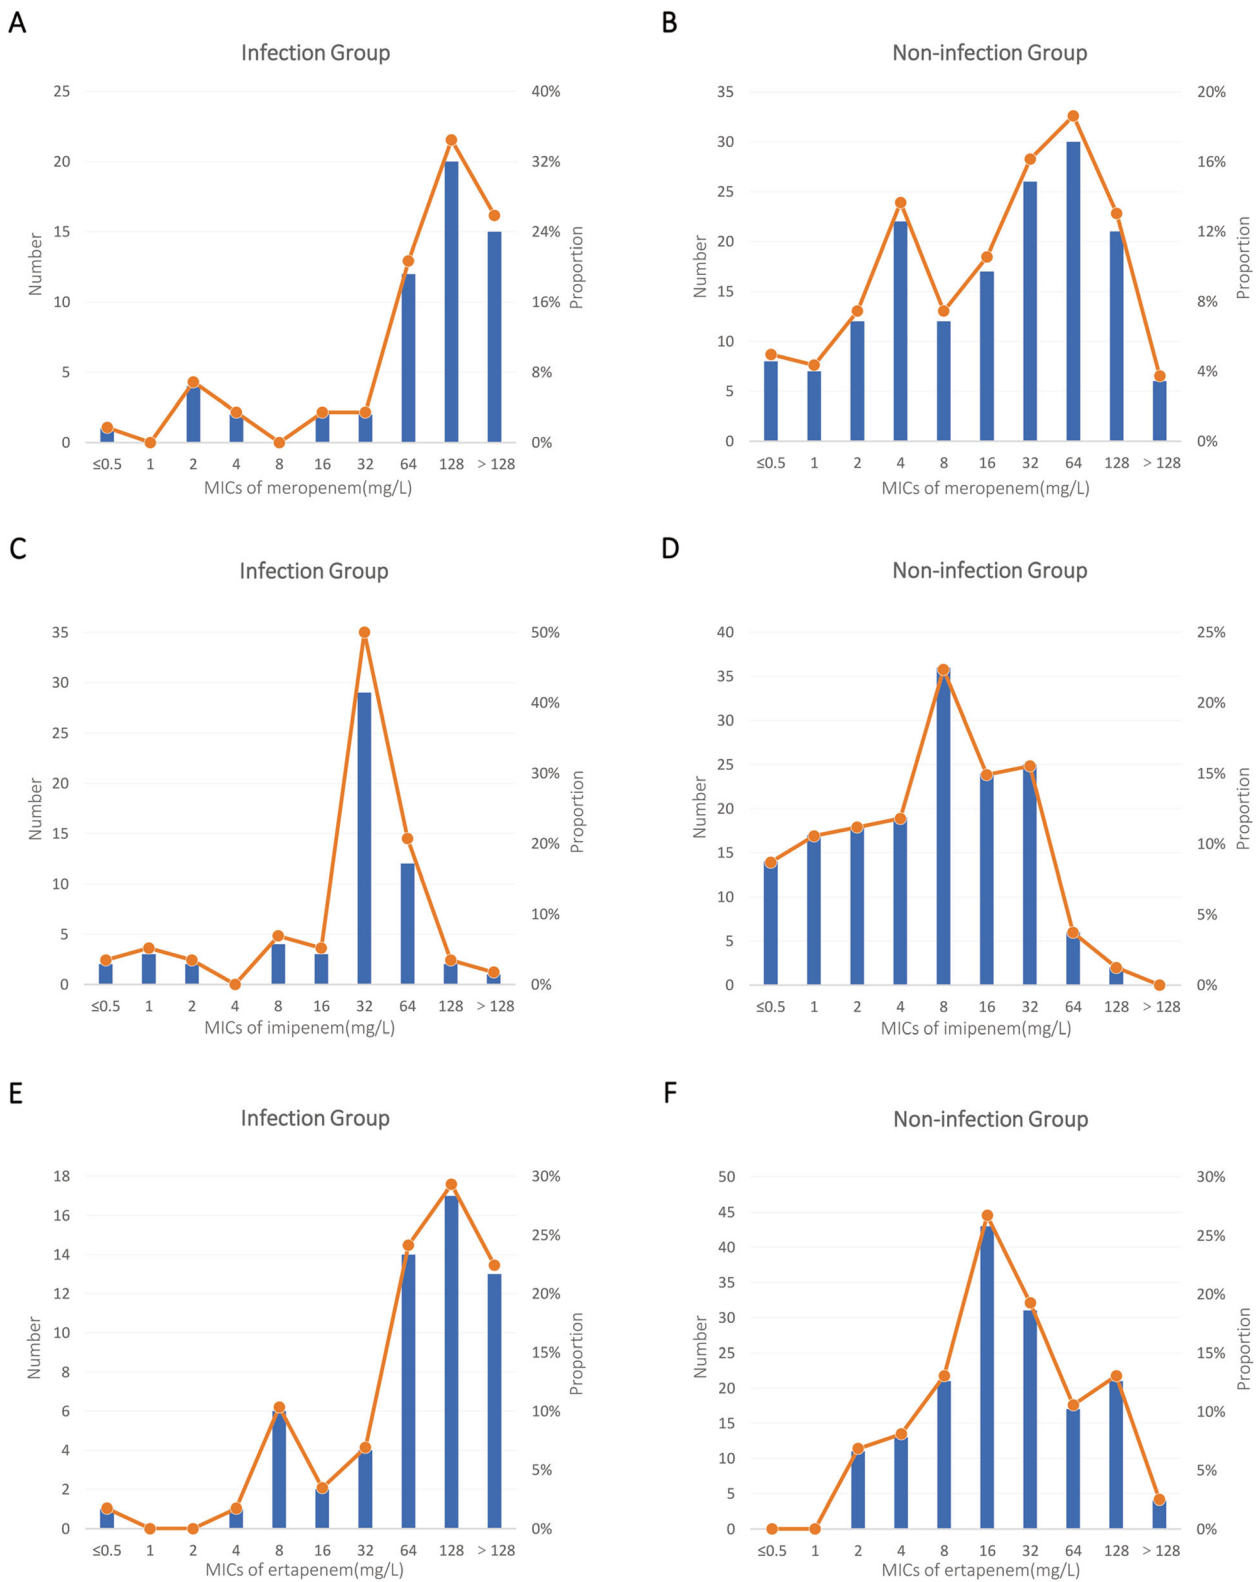 A
Infection Group
25
20
15
10
5
0
40%
32%
24%
16%
8%
0%
Number
Proportion
≤0.5 1 2 4 8 16 32 64 128 > 128
MICs of meropenem(mg/L)
B
Non-infection Group
35
30
25
20
15
10
5
0
20%
16%
12%
8%
4%
0%
Number
Proportion
≤0.5 1 2 4 8 16 32 64 128 > 128
MICs of meropenem(mg/L)
C
Infection Group
35
30
25
20
15
10
5
0
50%
40%
30%
20%
10%
0%
Number
Proportion
≤0.5 1 2 4 8 16 32 64 128 > 128
MICs of imipenem(mg/L)
D
Non-infection Group
40
35
30
25
20
15
10
5
0
25%
20%
15%
10%
5%
0%
Number
Proportion
≤0.5 1 2 4 8 16 32 64 128 > 128
MICs of imipenem(mg/L)
E
Infection Group
18
16
14
12
10
8
6
4
2
0
30%
25%
20%
15%
10%
5%
0%
Number
Proportion
≤0.5 1 2 4 8 16 32 64 128 > 128
MICs of ertapenem(mg/L)
F
Non-infection Group
50
45
40
35
30
25
20
15
10
5
0
30%
25%
20%
15%
10%
5%
0%
Number
Proportion
≤0.5 1 2 4 8 16 32 64 128 > 128
MICs of ertapenem(mg/L)